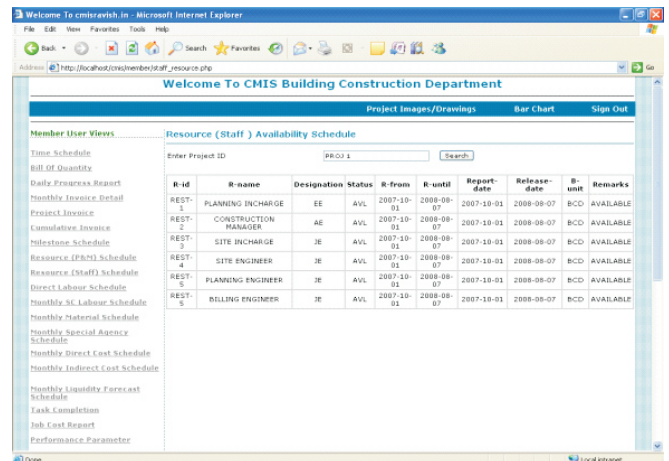 Welcome To cmisravish.in - Microsoft Internet Explorer
File Edit View Favorites Tools Help
Back Search Favorites
Address http://localhost/cmis/member/staff_resource.php Go
Welcome To CMIS Building Construction Department
Project Images/Drawings Bar Chart Sign Out
Member User Views
Resource (Staff ) Availability Schedule
Time Schedule
Enter Project ID PROJ 1 Search
Bill Of Quantity
Daily Progress Report
Monthly Invoice Detail
Project Invoice
Cumulative Invoice
Milestone Schedule
Resource (P&M) Schedule
Resource (Staff) Schedule
Direct Labour Schedule
Monthly SC Labour Schedule
Monthly Material Schedule
Monthly Special Agency
Schedule
Monthly Direct Cost Schedule
Monthly Indirect Cost Schedule
Monthly Liquidity Forecast
Schedule
Task Completion
Job Cost Report
Performance Parameter
R-id R-name Designation Status R-from R-until Report-date Release-date B-unit Remarks
REST-1 PLANNING INCHARGE EE AVL 2007-10-01 2008-08-07 2007-10-01 2008-08-07 BCD AVAILABLE
REST-2 CONSTRUCTION MANAGER AE AVL 2007-10-01 2008-08-07 2007-10-01 2008-08-07 BCD AVAILABLE
REST-3 SITE INCHARGE JE AVL 2007-10-01 2008-08-07 2007-10-01 2008-08-07 BCD AVAILABLE
REST-4 SITE ENGINEER JE AVL 2007-10-01 2008-08-07 2007-10-01 2008-08-07 BCD AVAILABLE
REST-5 PLANNING ENGINEER JE AVL 2007-10-01 2008-08-07 2007-10-01 2008-08-07 BCD AVAILABLE
REST-5 BILLING ENGINEER JE AVL 2007-10-01 2008-08-07 2007-10-01 2008-08-07 BCD AVAILABLE
Done Local intranet